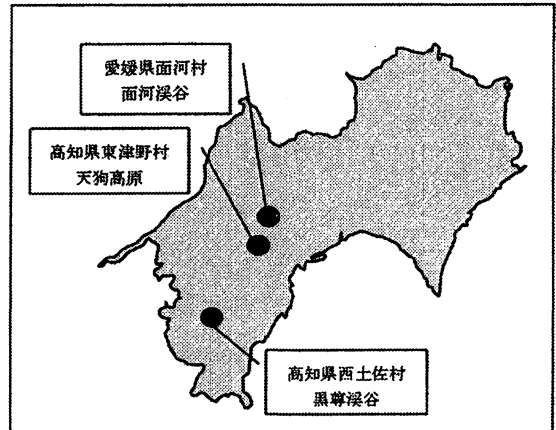 愛媛県面河村
面河渓谷
高知県東津野村
天狗高原
高知県西土佐村
黒尊渓谷